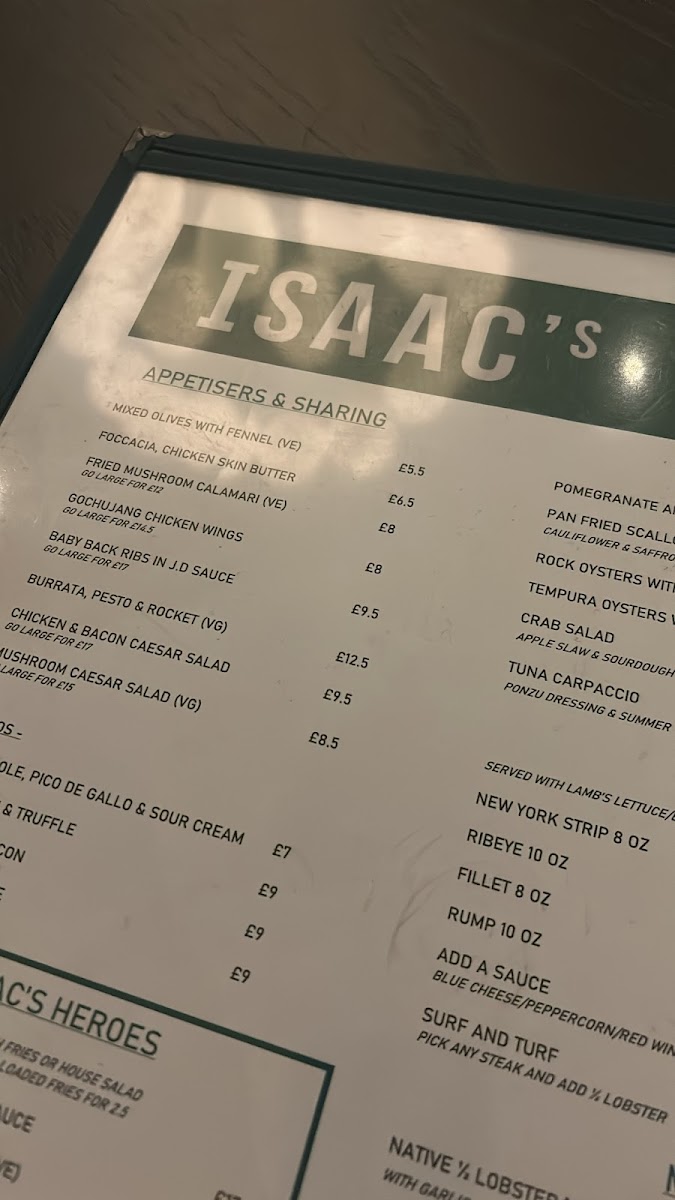 ISAAC'S
APPETISERS & SHARING
MIXED OLIVES WITH FENNEL (VE) £5.5
FOCCACIA, CHICKEN SKIN BUTTER £6.5
FRIED MUSHROOM CALAMARI (VE) £8
GO LARGE FOR £12
GOCHUJANG CHICKEN WINGS £8
GO LARGE FOR £14.5
BABY BACK RIBS IN J.D SAUCE £9.5
GO LARGE FOR £17
BURRATA, PESTO & ROCKET (VG) £12.5
CHICKEN & BACON CAESAR SALAD £9.5
GO LARGE FOR £17
MUSHROOM CAESAR SALAD (VG) £8.5
LARGE FOR £15
OLE, PICO DE GALLO & SOUR CREAM £7
& TRUFFLE £9
CON £9
£9
AC'S HEROES
FRIES OR HOUSE SALAD
LOADED FRIES FOR 2.5
AUCE
POMEGRANATE
PAN FRIED SCALLO
CAULIFLOWER & SAFFRO
ROCK OYSTERS WIT
TEMPURA OYSTERS
CRAB SALAD
APPLE SLAW & SOURDOUGH
TUNA CARPACCIO
PONZU DRESSING & SUMMER
SERVED WITH LAMB'S LETTUCE/
NEW YORK STRIP 8 OZ
RIBEYE 10 OZ
FILLET 8 OZ
RUMP 10 OZ
ADD A SAUCE
BLUE CHEESE/PEPPERCORN/RED WIN
SURF AND TURF
PICK ANY STEAK AND ADD ½ LOBSTER
NATIVE ½ LOBSTER
WITH GARLI